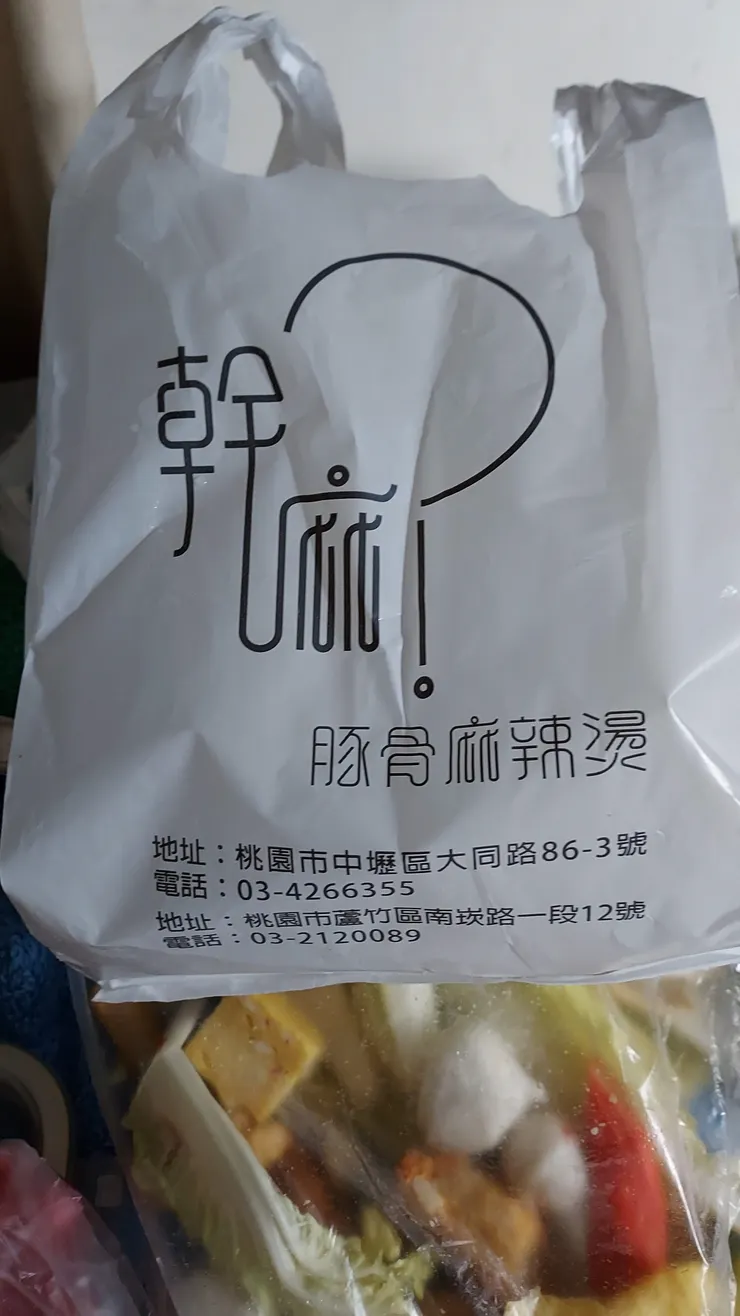 幹麻?
豚骨麻辣燙
地址：桃園市中壢區大同路86-3號
電話：03-4266355
地址：桃園市蘆竹區南崁路一段12號
電話：03-2120089